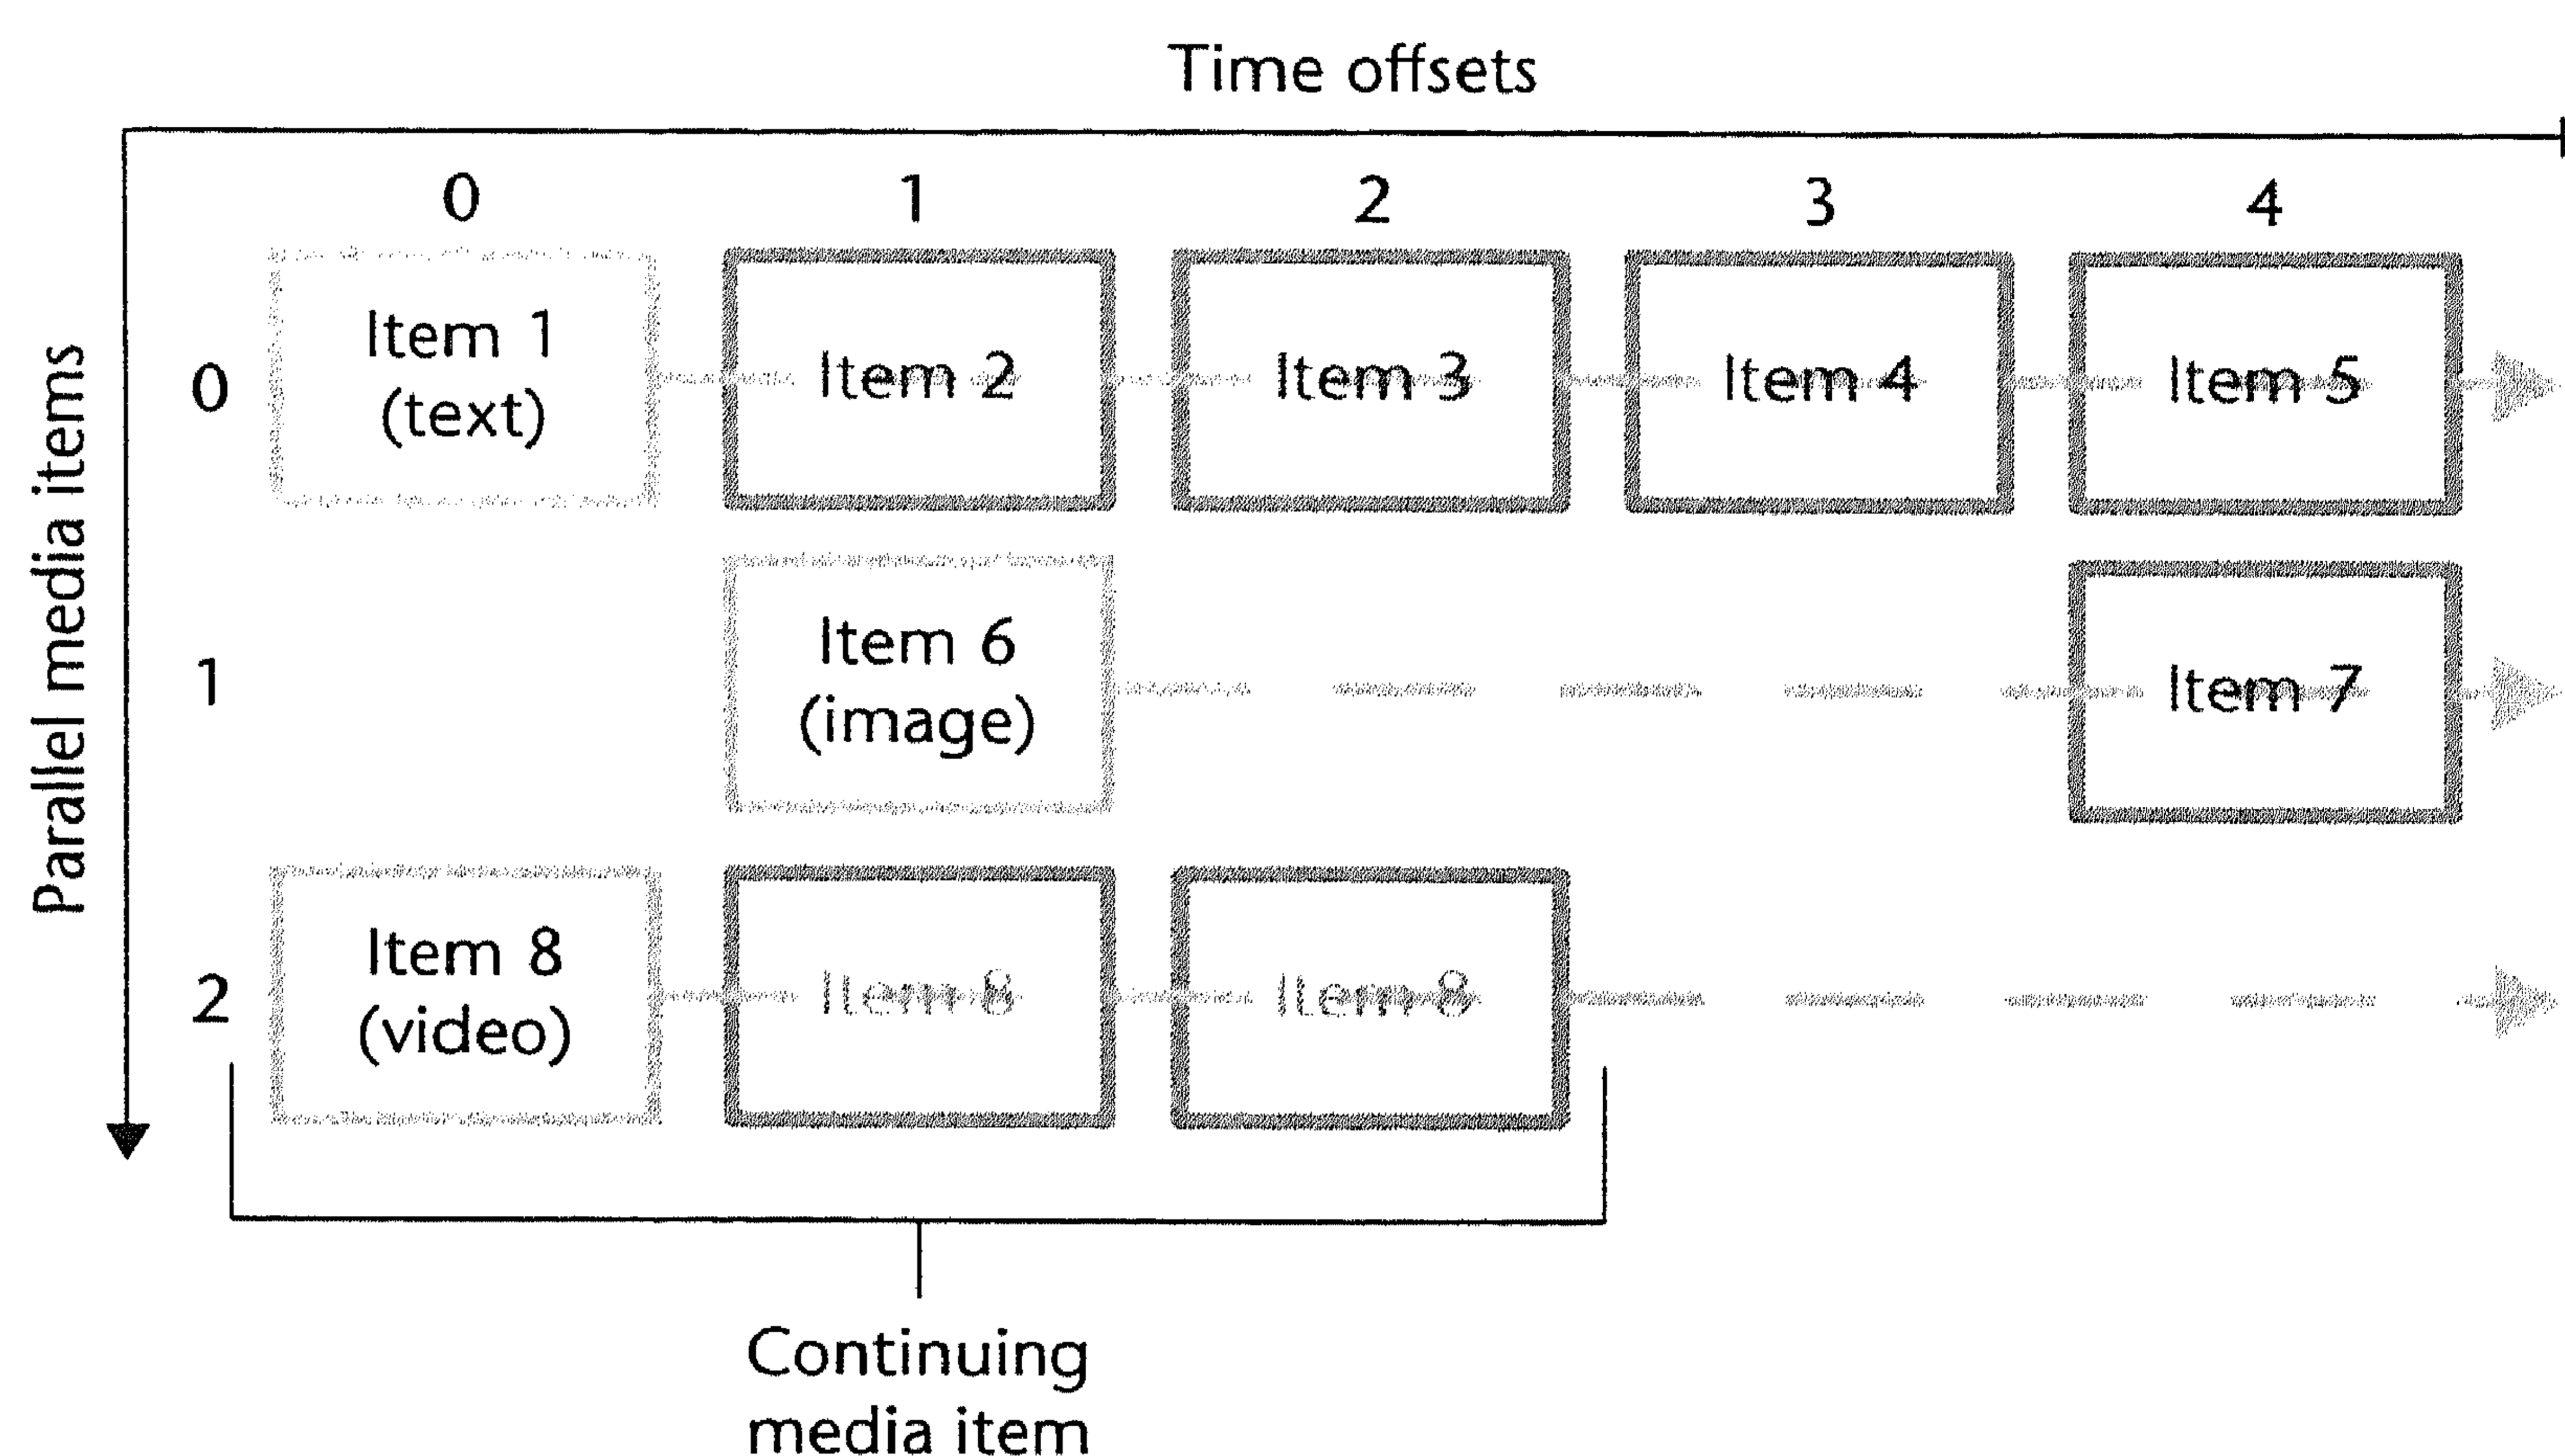 Time offsets
0 1 2 3 4
Parallel media items
0
Item 1
(text)
Item 2
Item 3
Item 4
Item 5
1
Item 6
(image)
Item 7
2
Item 8
(video)
Item 8
Item 8
Continuing
media item